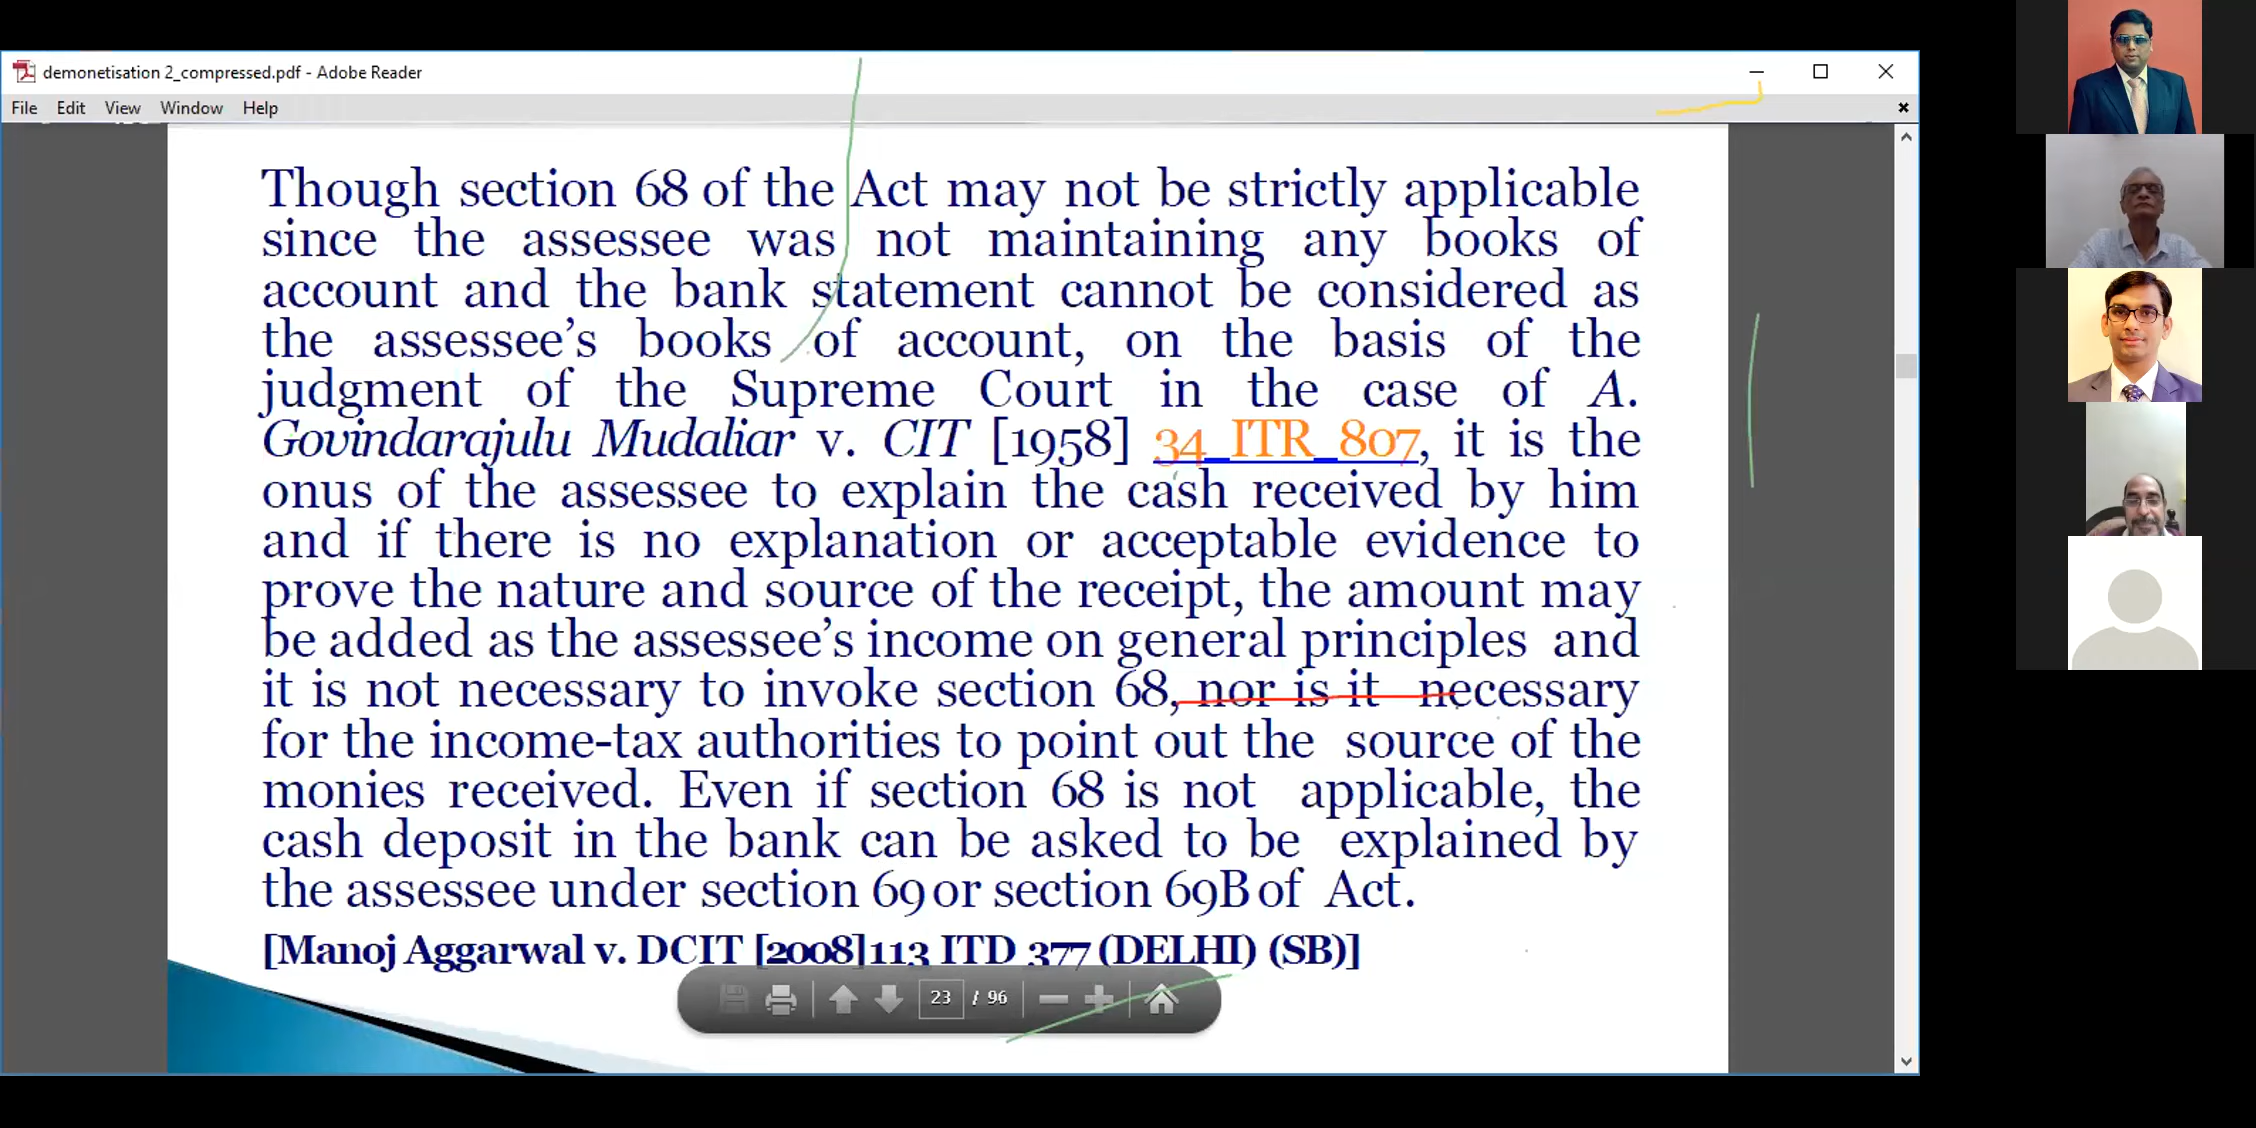 demonetisation 2_compressed.pdf - Adobe Reader
File Edit View Window Help
Though section 68 of the Act may not be strictly applicable
since the assessee was not maintaining any books of
account and the bank statement cannot be considered as
the assessee’s books of account, on the basis of the
judgment of the Supreme Court in the case of A.
Govindarajulu Mudaliar v. CIT [1958] 34_ITR_807, it is the
onus of the assessee to explain the cash received by him
and if there is no explanation or acceptable evidence to
prove the nature and source of the receipt, the amount may
be added as the assessee’s income on general principles and
it is not necessary to invoke section 68, nor is it necessary
for the income-tax authorities to point out the source of the
monies received. Even if section 68 is not applicable, the
cash deposit in the bank can be asked to be explained by
the assessee under section 69 or section 69B of Act.
[Manoj Aggarwal v. DCIT [2008]113 ITD 377 (DELHI) (SB)]
23 / 96